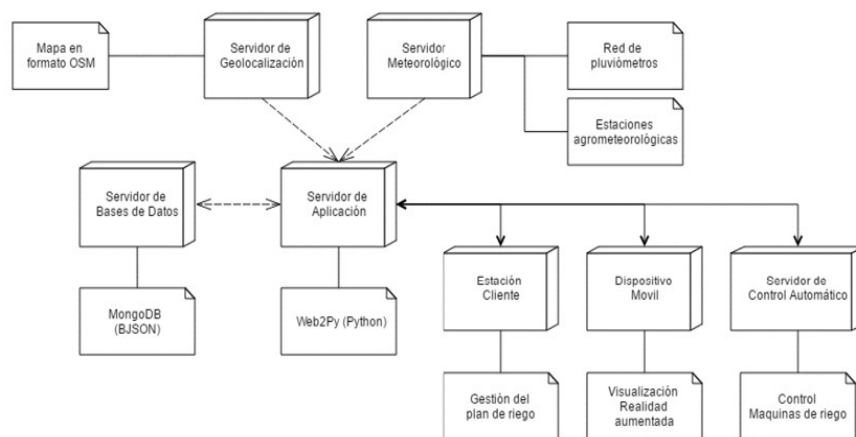 Mapa en
formato OSM
Servidor de
Geolocalización
Servidor
Meteorológico
Red de
pluviómetros
Estaciones
agrometeorológicas
Servidor de
Bases de Datos
Servidor de
Aplicación
MongoDB
(BJSON)
Web2Py (Python)
Estación
Cliente
Dispositivo
Movil
Servidor de
Control Automático
Gestión del
plan de riego
Visualización
Realidad
aumentada
Control
Maquinas de riego